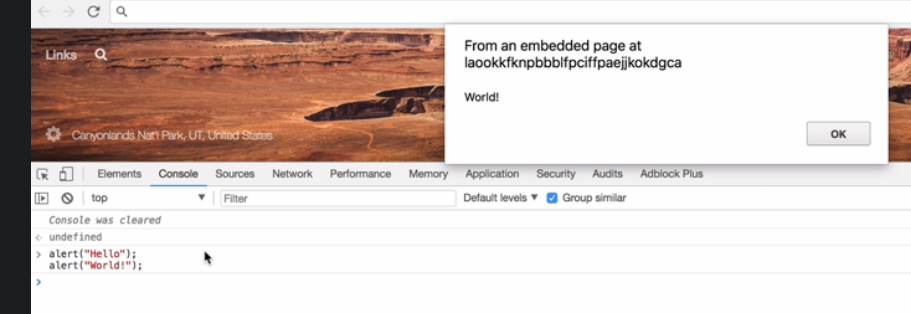 From an embedded page at
laookkfknpbbblfpciffpaejjkokdgca
World!
OK
Links
Canyonlands Nat'l Park, UT, United States
Elements Console Sources Network Performance Memory Application Security Audits Adblock Plus
top Filter Default levels Group similar
Console was cleared
undefined
alert("Hello");
alert("World!");